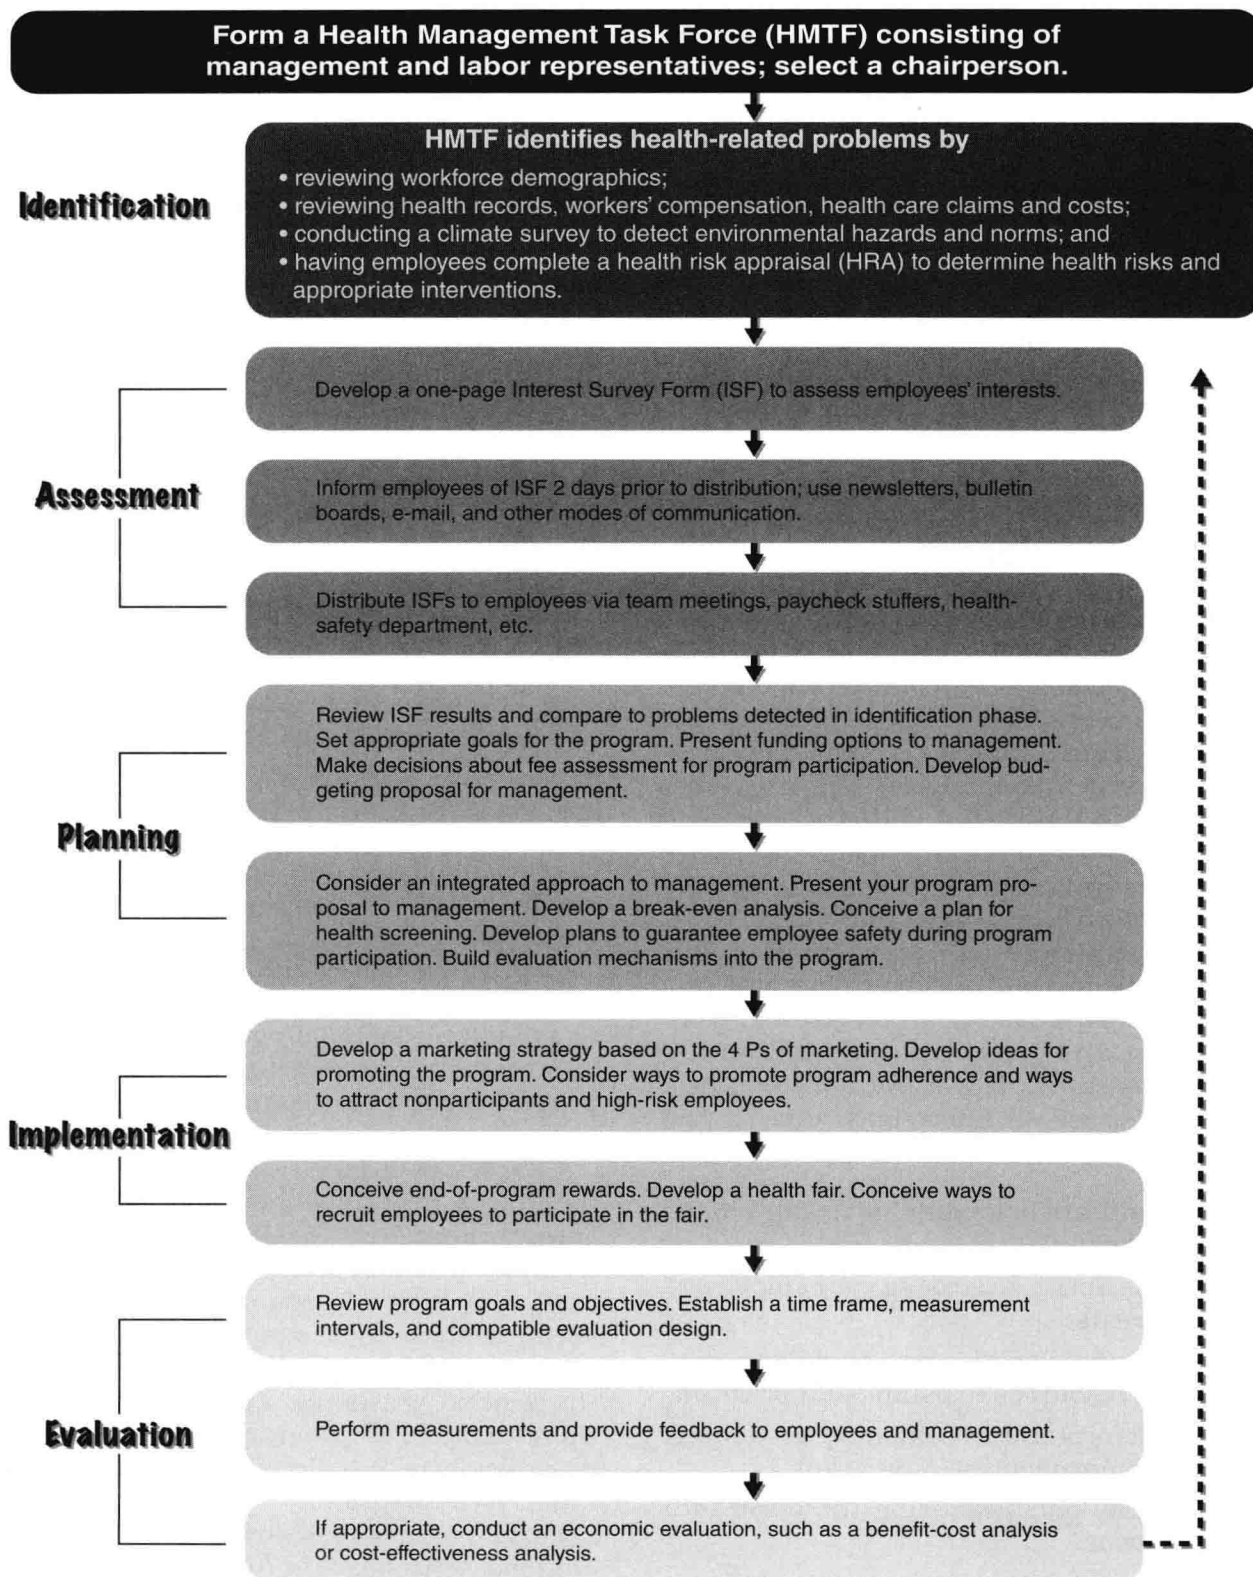 Form a Health Management Task Force (HMTF) consisting of
management and labor representatives; select a chairperson.
Identification
HMTF identifies health-related problems by
• reviewing workforce demographics;
• reviewing health records, workers' compensation, health care claims and costs;
• conducting a climate survey to detect environmental hazards and norms; and
• having employees complete a health risk appraisal (HRA) to determine health risks and
appropriate interventions.
Assessment
Develop a one-page Interest Survey Form (ISF) to assess employees' interests.
Inform employees of ISF 2 days prior to distribution; use newsletters, bulletin
boards, e-mail, and other modes of communication.
Distribute ISFs to employees via team meetings, paycheck stuffers, health-
safety department, etc.
Planning
Review ISF results and compare to problems detected in identification phase.
Set appropriate goals for the program. Present funding options to management.
Make decisions about fee assessment for program participation. Develop bud-
geting proposal for management.
Consider an integrated approach to management. Present your program pro-
posal to management. Develop a break-even analysis. Conceive a plan for
health screening. Develop plans to guarantee employee safety during program
participation. Build evaluation mechanisms into the program.
Implementation
Develop a marketing strategy based on the 4 Ps of marketing. Develop ideas for
promoting the program. Consider ways to promote program adherence and ways
to attract nonparticipants and high-risk employees.
Conceive end-of-program rewards. Develop a health fair. Conceive ways to
recruit employees to participate in the fair.
Evaluation
Review program goals and objectives. Establish a time frame, measurement
intervals, and compatible evaluation design.
Perform measurements and provide feedback to employees and management.
If appropriate, conduct an economic evaluation, such as a benefit-cost analysis
or cost-effectiveness analysis.